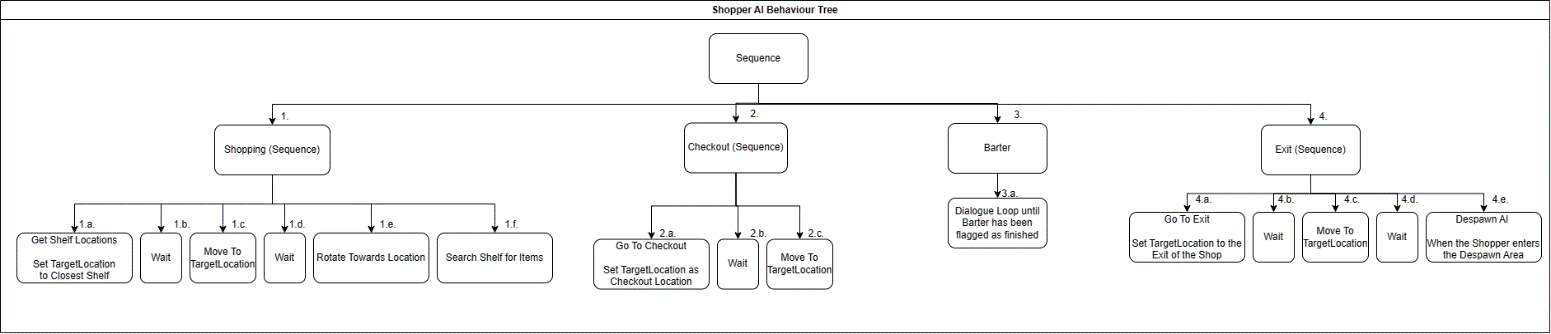 Shopper AI Behaviour Tree
Sequence
1.
2.
3.
4.
Shopping (Sequence)
Checkout (Sequence)
Barter
Exit (Sequence)
1.a.
1.b.
1.c.
1.d.
1.e.
1.f.
Get Shelf Locations
Set TargetLocation
to Closest Shelf
Wait
Move To
TargetLocation
Wait
Rotate Towards Location
Search Shelf for Items
2.a.
2.b.
2.c.
Go To Checkout
Set TargetLocation as
Checkout Location
Wait
Move To
TargetLocation
3.a.
Dialogue Loop until
Barter has been
flagged as finished
4.a.
4.b.
4.c.
4.d.
4.e.
Go To Exit
Set TargetLocation to the
Exit of the Shop
Wait
Move To
TargetLocation
Wait
Despawn AI
When the Shopper enters
the Despawn Area